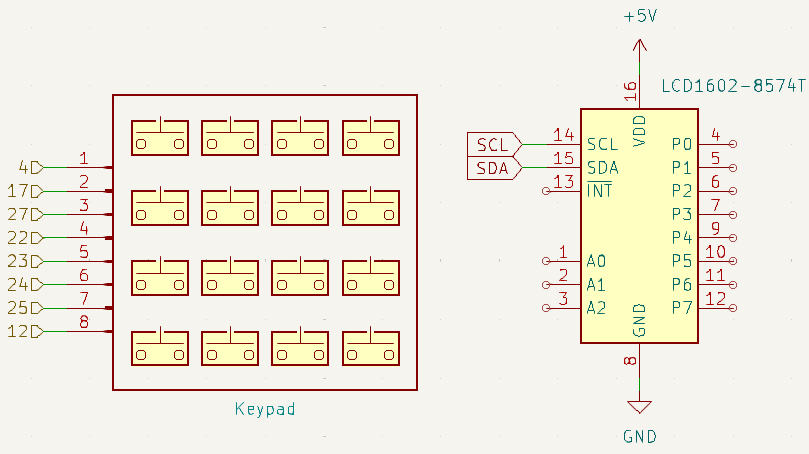 +5V
LCD1602-8574T
16
VDD
SCL 14 SCL P0 4
SDA 15 SDA P1 5
13 INT P2 6
P3 7
P4 9
1 A0 P5 10
2 A1 P6 11
3 A2 P7 12
GND
8
GND
4 1
17 2
27 3
22 4
23 5
24 6
25 7
12 8
Keypad